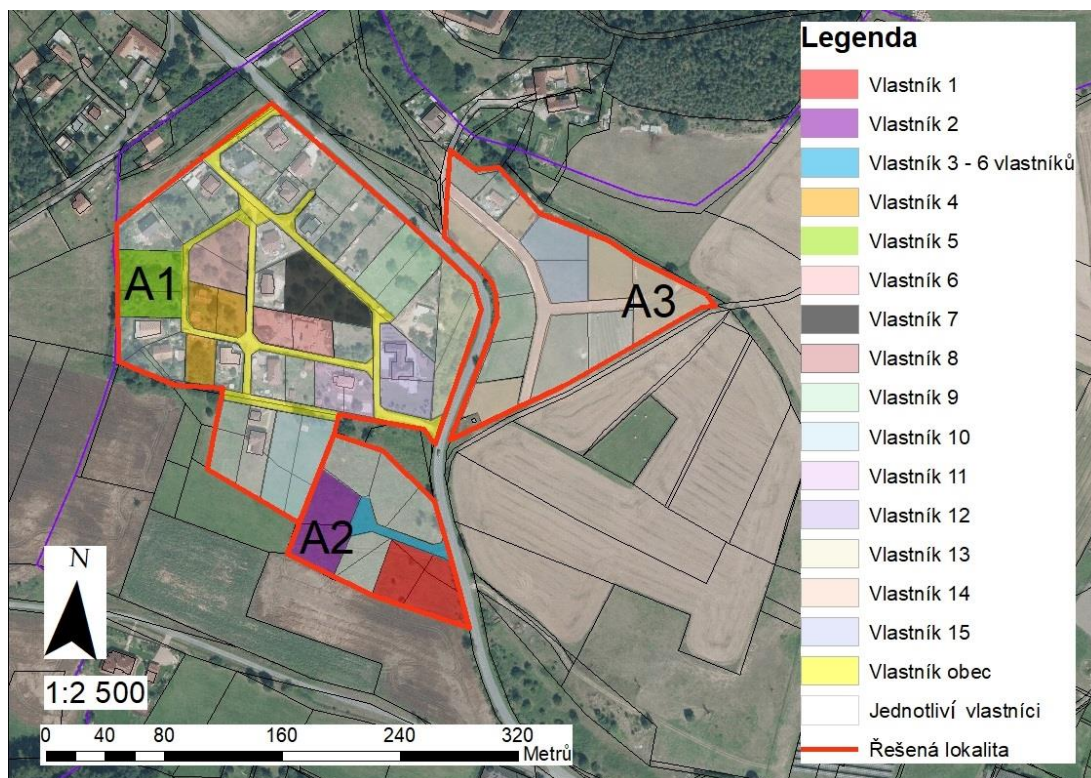 Legenda
Vlastník 1
Vlastník 2
Vlastník 3 - 6 vlastníků
Vlastník 4
Vlastník 5
Vlastník 6
Vlastník 7
Vlastník 8
Vlastník 9
Vlastník 10
Vlastník 11
Vlastník 12
Vlastník 13
Vlastník 14
Vlastník 15
Vlastník obec
Jednotliví vlastníci
Řešená lokalita
A1
A3
A2
N
1:2 500
0 40 80 160 240 320
Metrů